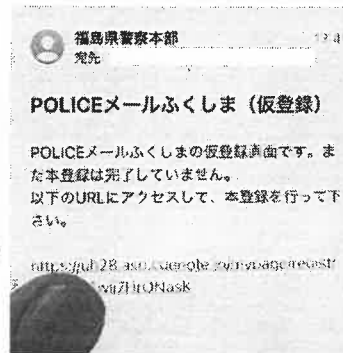 福島県警察本部
宛先
POLICEメールふくしま（仮登録）
POLICEメールふくしまの仮登録画面です。ま
だ本登録は完了していません。
以下のURLにアクセスして、本登録を行って下
さい。